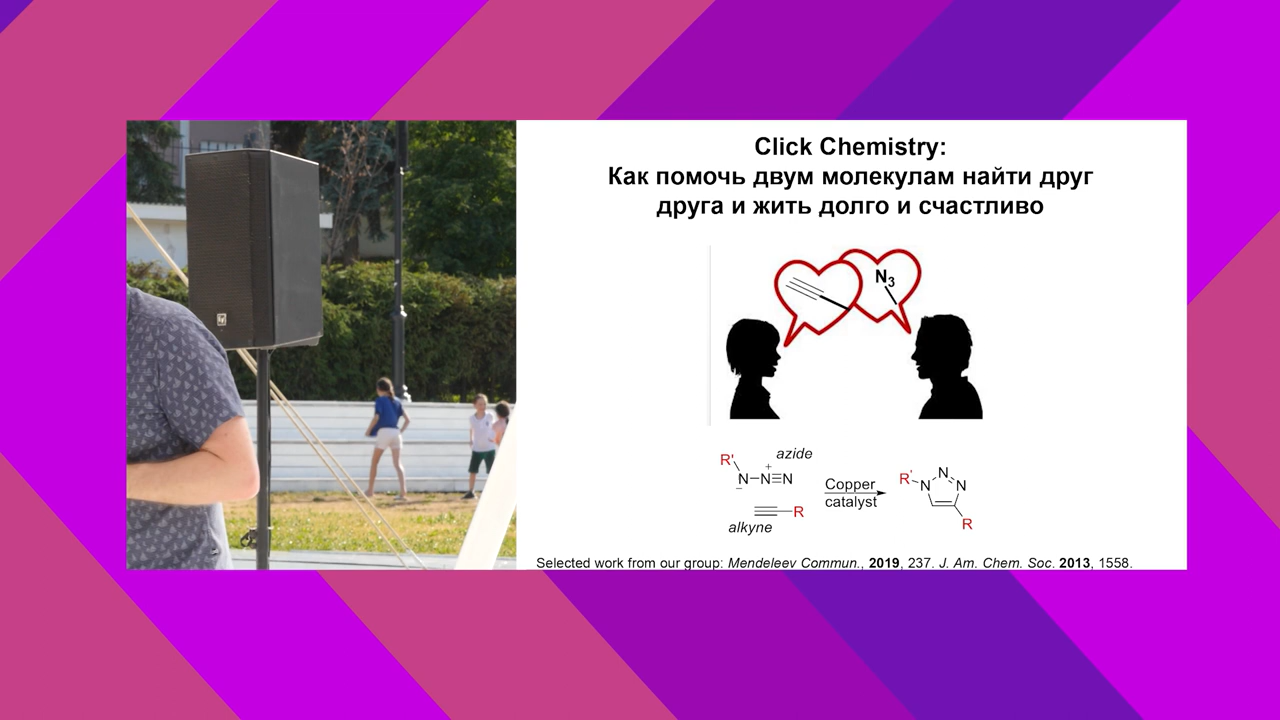 Click Chemistry:
Как помочь двум молекулам найти друг
друга и жить долго и счастливо
N3
azide
R'
N–N≡N
+
–
Copper
catalyst
R
alkyne
R'
N
N
N
R
Selected work from our group: Mendeleev Commun., 2019, 237. J. Am. Chem. Soc. 2013, 1558.